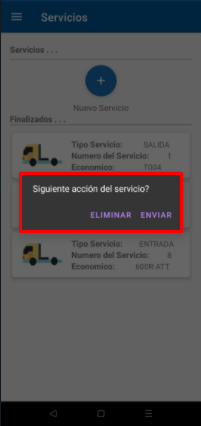 Servicios
Servicios . . .
Nuevo Servicio
Finalizados . . .
Tipo Servicio: SALIDA
Numero del Servicio: 1
Economico: T004
Siguiente acción del servicio?
ELIMINAR ENVIAR
Tipo Servicio: ENTRADA
Numero del Servicio: 8
Economico: 600R ATT